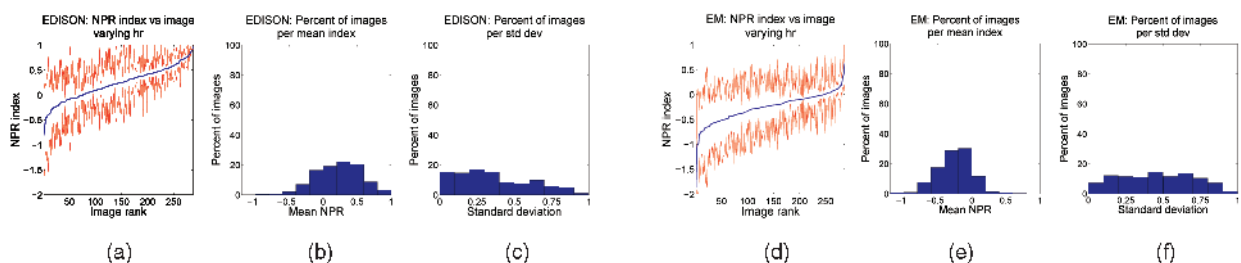 EDISON: NPR index vs image
varying hr
NPR index
1
0.5
0
−0.5
−1
−1.5
−2
50
100
150
200
250
Image rank
(a)
EDISON: Percent of images
per mean index
Percent of images
100
80
60
40
20
0
−1
−0.5
0
0.5
1
Mean NPR
(b)
EDISON: Percent of images
per std dev
Percent of images
100
80
60
40
20
0
0
0.25
0.5
0.75
1
Standard deviation
(c)
EM: NPR index vs image
varying hr
NPR index
1
0.5
0
−0.5
−1
−1.5
−2
50
100
150
200
250
Image rank
(d)
EM: Percent of images
per mean index
Percent of images
100
80
60
40
20
0
−1
−0.5
0
0.5
1
Mean NPR
(e)
EM: Percent of images
per std dev
Percent of images
100
80
60
40
20
0
0
0.25
0.5
0.75
1
Standard deviation
(f)